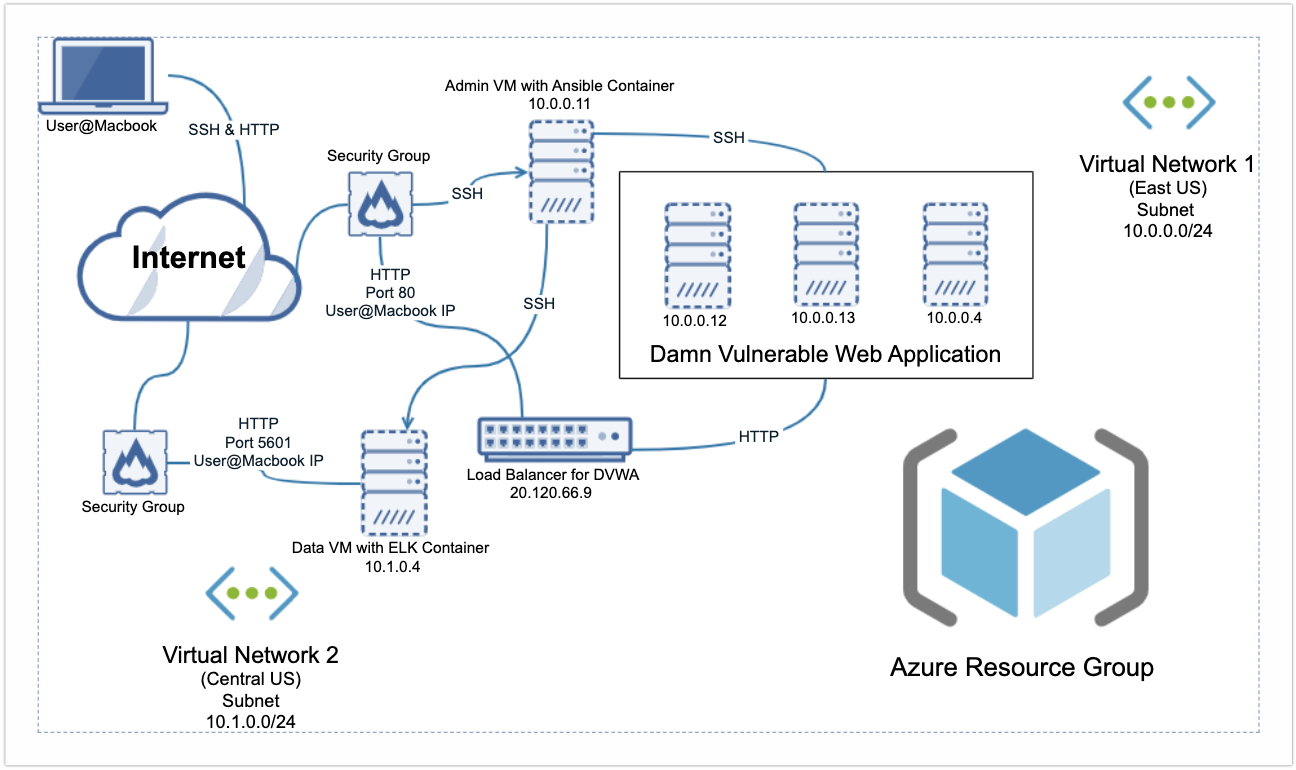 User@Macbook
SSH & HTTP
Internet
Security Group
SSH
Admin VM with Ansible Container
10.0.0.11
SSH
HTTP
Port 80
User@Macbook IP
SSH
10.0.0.12
10.0.0.13
10.0.0.4
Damn Vulnerable Web Application
Virtual Network 1
(East US)
Subnet
10.0.0.0/24
Security Group
HTTP
Port 5601
User@Macbook IP
Data VM with ELK Container
10.1.0.4
Load Balancer for DVWA
20.120.66.9
HTTP
Virtual Network 2
(Central US)
Subnet
10.1.0.0/24
Azure Resource Group